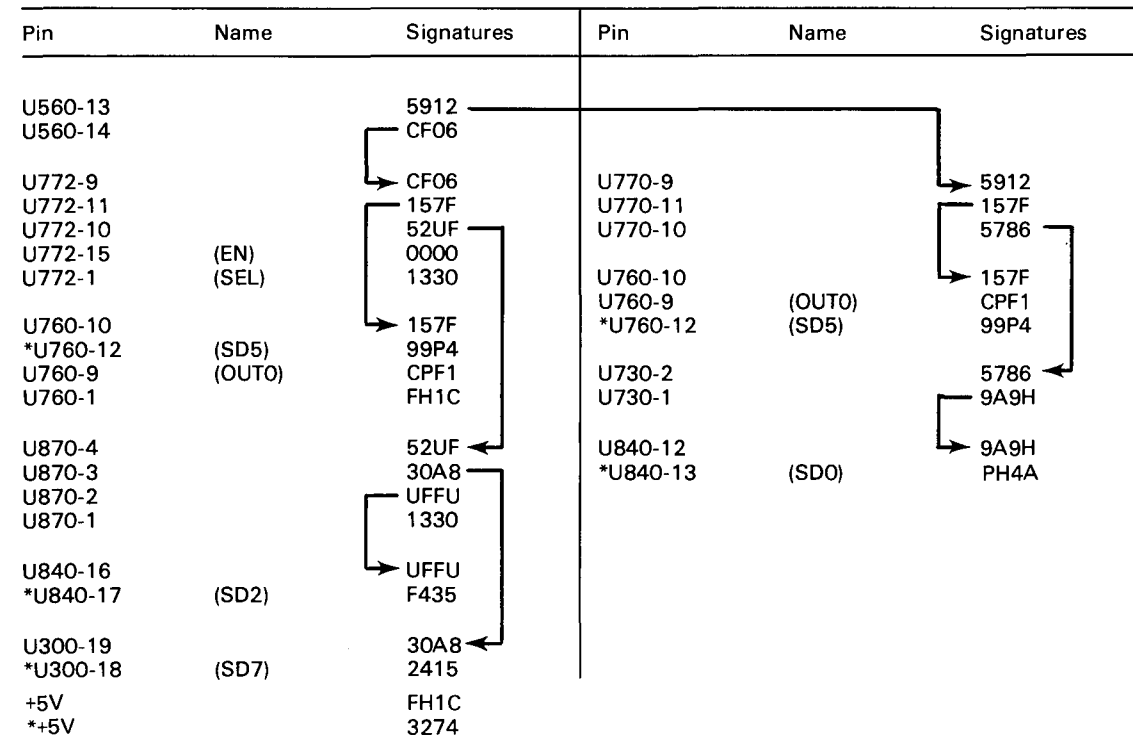 Pin Name Signatures
U560-13 5912
U560-14 CF06
U772-9 CF06
U772-11 157F
U772-10 52UF
U772-15 (EN) 0000
U772-1 (SEL) 1330
U760-10 157F
*U760-12 (SD5) 99P4
U760-9 (OUT0) CPF1
U760-1 FH1C
U870-4 52UF
U870-3 30A8
U870-2 UFFU
U870-1 1330
U840-16 UFFU
*U840-17 (SD2) F435
U300-19 30A8
*U300-18 (SD7) 2415
+5V FH1C
*+5V 3274
Pin Name Signatures
U770-9 5912
U770-11 157F
U770-10 5786
U760-10 157F
U760-9 (OUT0) CPF1
*U760-12 (SD5) 99P4
U730-2 5786
U730-1 9A9H
U840-12 9A9H
*U840-13 (SD0) PH4A